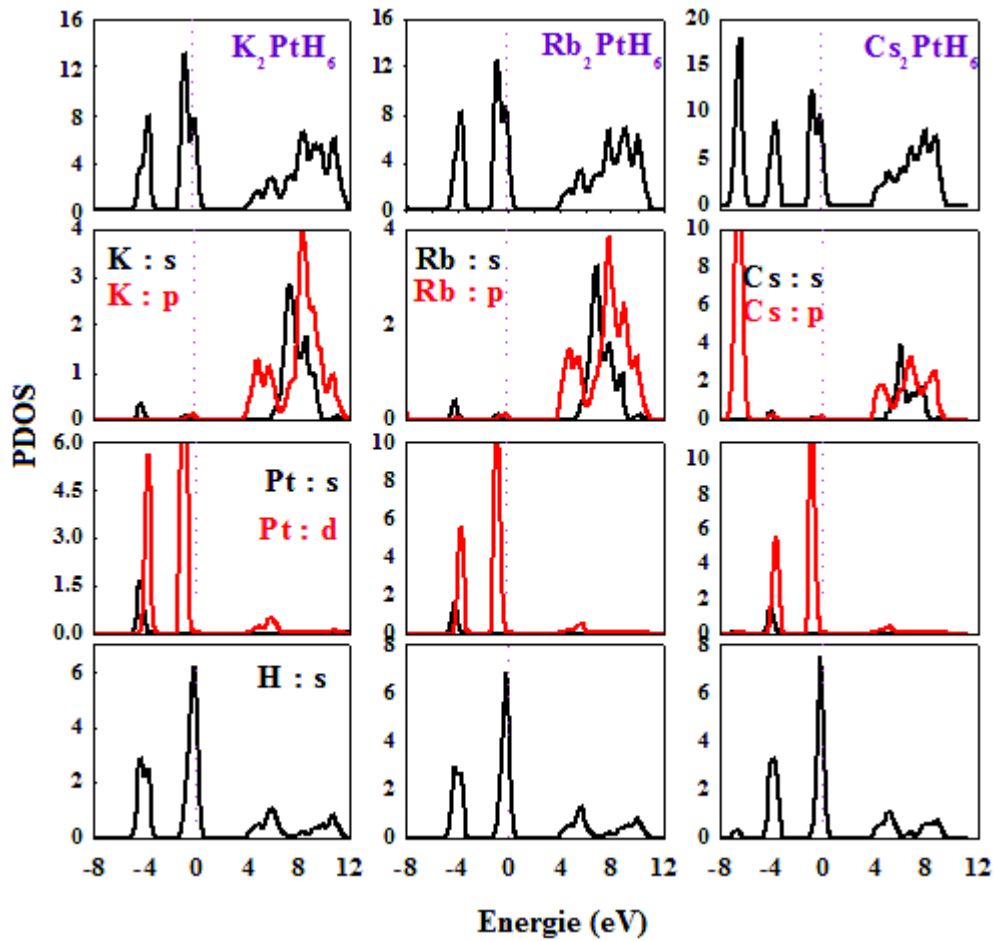 K₂PtH₆ Rb₂PtH₆ Cs₂PtH₆
16 12 8 4 0
16 12 8 4 0
20 15 10 5 0
K : s
K : p
4 3 2 1 0
Rb : s
Rb : p
4 2 0
Cs : s
Cs : p
10 8 6 4 2 0
PDOS
Pt : s
Pt : d
6.0 4.5 3.0 1.5 0.0
10 8 6 4 2 0
10 8 6 4 2 0
H : s
6 4 2 0
8 6 4 2 0
8 6 4 2 0
-8 -4 0 4 8 12 -8 -4 0 4 8 12 -8 -4 0 4 8 12
Energie (eV)